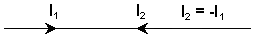 I₁ I₂ I₂ = -I₁